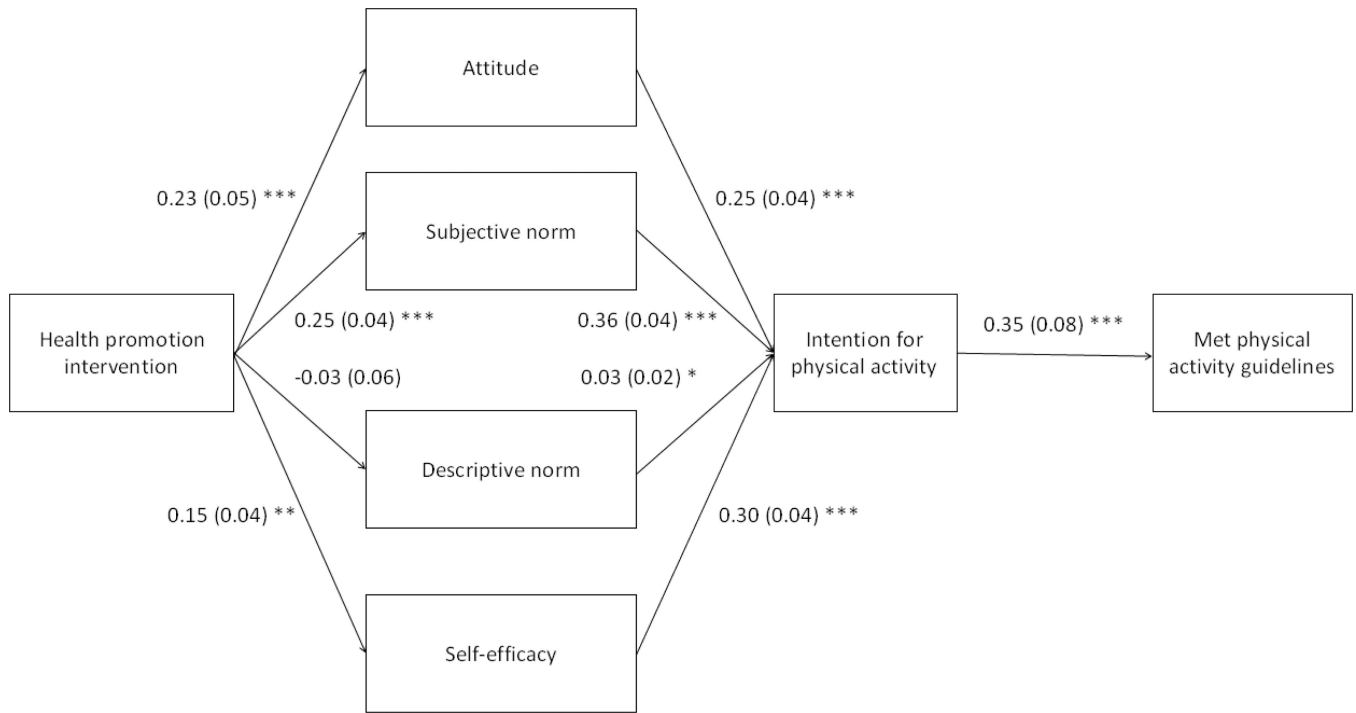 Attitude
0.23 (0.05) ***
0.25 (0.04) ***
Subjective norm
0.25 (0.04) ***
0.36 (0.04) ***
Health promotion
intervention
Intention for
physical activity
0.35 (0.08) ***
Met physical
activity guidelines
-0.03 (0.06)
0.03 (0.02) *
Descriptive norm
0.15 (0.04) **
0.30 (0.04) ***
Self-efficacy